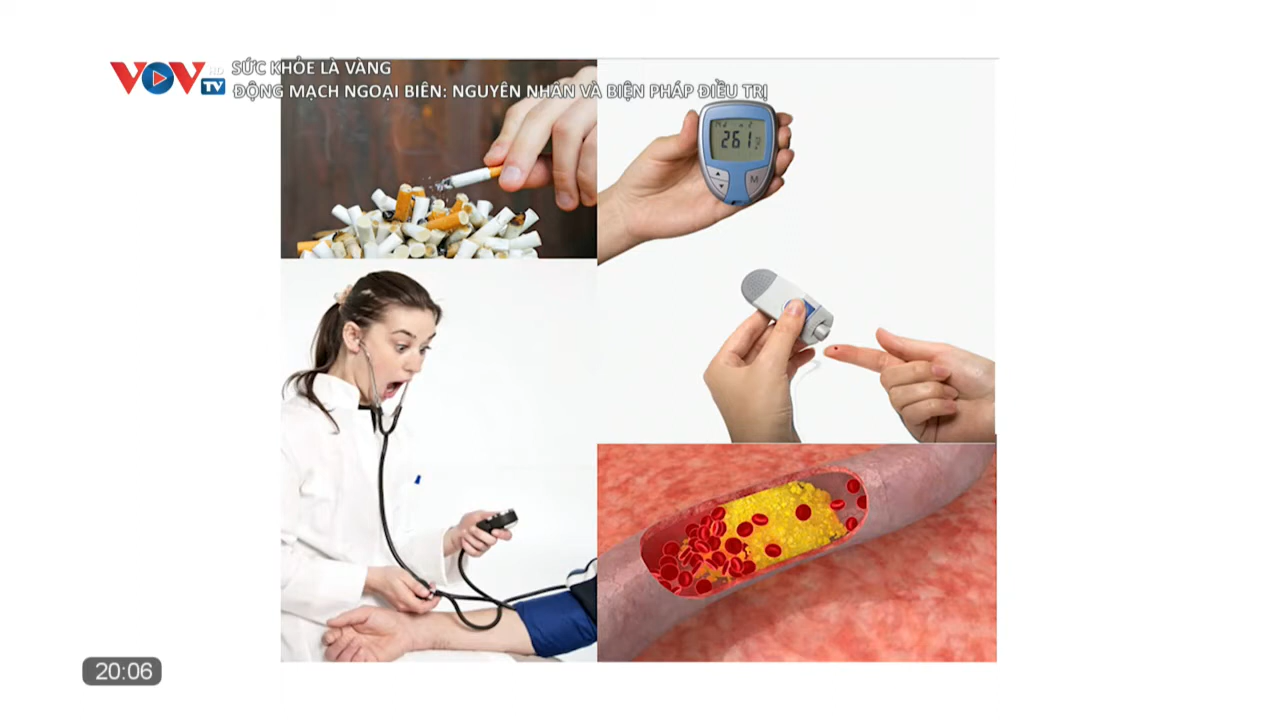 VOV HD TV
SỨC KHỎE LÀ VÀNG
ĐỘNG MẠCH NGOẠI BIÊN: NGUYÊN NHÂN VÀ BIỆN PHÁP ĐIỀU TRỊ
261
M
20:06